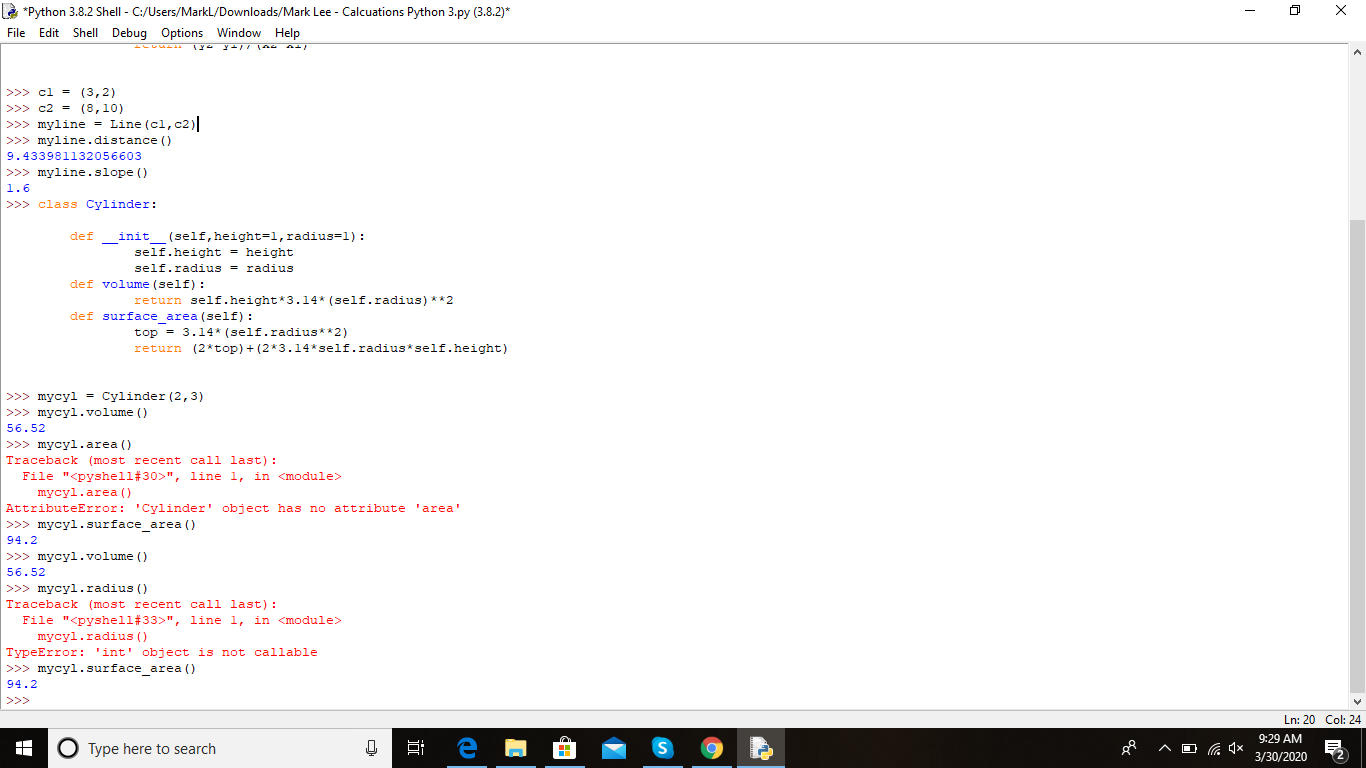 *Python 3.8.2 Shell - C:/Users/MarkL/Downloads/Mark Lee - Calcuations Python 3.py (3.8.2)*
File Edit Shell Debug Options Window Help
return (y2-y1)/(x2-x1)
>>> c1 = (3,2)
>>> c2 = (8,10)
>>> myline = Line(c1,c2)
>>> myline.distance()
9.433981132056603
>>> myline.slope()
1.6
>>> class Cylinder:
def __init__(self,height=1,radius=1):
self.height = height
self.radius = radius
def volume(self):
return self.height*3.14*(self.radius)**2
def surface_area(self):
top = 3.14*(self.radius**2)
return (2*top)+(2*3.14*self.radius*self.height)
>>> mycyl = Cylinder(2,3)
>>> mycyl.volume()
56.52
>>> mycyl.area()
Traceback (most recent call last):
File "<pyshell#30>", line 1, in <module>
mycyl.area()
AttributeError: 'Cylinder' object has no attribute 'area'
>>> mycyl.surface_area()
94.2
>>> mycyl.volume()
56.52
>>> mycyl.radius()
Traceback (most recent call last):
File "<pyshell#33>", line 1, in <module>
mycyl.radius()
TypeError: 'int' object is not callable
>>> mycyl.surface_area()
94.2
>>>
Ln: 20 Col: 24
Type here to search
9:29 AM
3/30/2020
2